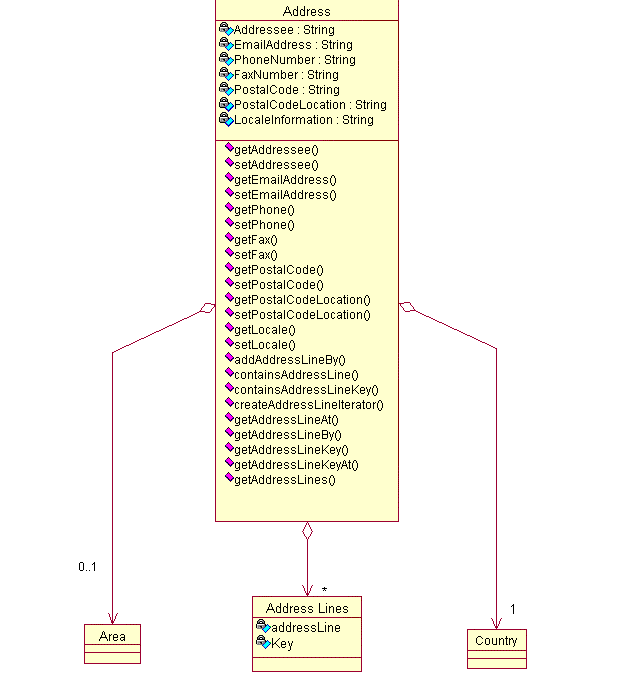 Address
Addressee : String
EmailAddress : String
PhoneNumber : String
FaxNumber : String
PostalCode : String
PostalCodeLocation : String
LocaleInformation : String
getAddressee()
setAddressee()
getEmailAddress()
setEmailAddress()
getPhone()
setPhone()
getFax()
setFax()
getPostalCode()
setPostalCode()
getPostalCodeLocation()
setPostalCodeLocation()
getLocale()
setLocale()
addAddressLineBy()
containsAddressLine()
containsAddressLineKey()
createAddressLineIterator()
getAddressLineAt()
getAddressLineBy()
getAddressLineKey()
getAddressLineKeyAt()
getAddressLines()
0..1
*
1
Area
Address Lines
addressLine
Key
Country